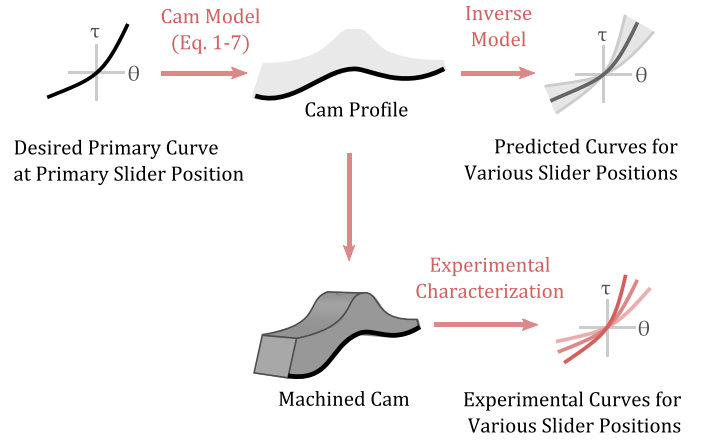 τ
θ
Cam Model
(Eq. 1-7)
Cam Profile
Inverse
Model
τ
θ
Desired Primary Curve
at Primary Slider Position
Predicted Curves for
Various Slider Positions
Machined Cam
Experimental
Characterization
τ
θ
Experimental Curves for
Various Slider Positions